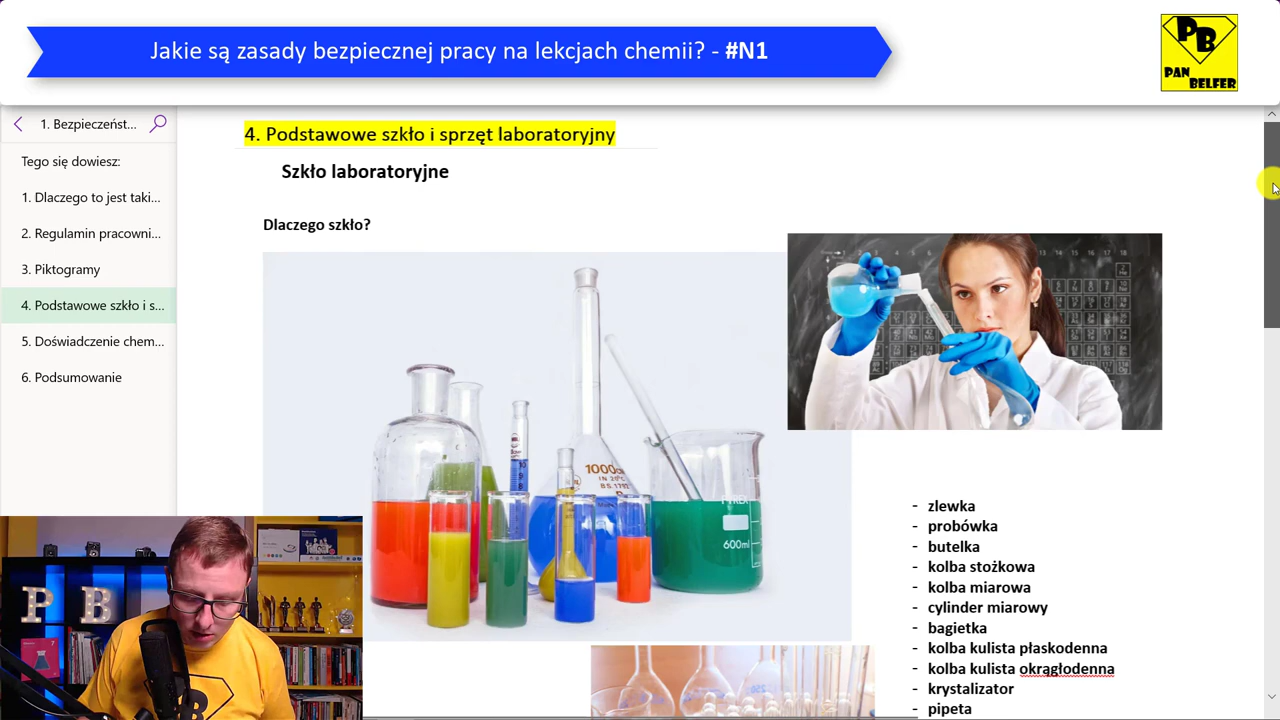 Jakie są zasady bezpiecznej pracy na lekcjach chemii? - #N1
PB
PAN
BELFER
1. Bezpieczeńst...
Tego się dowiesz:
1. Dlaczego to jest taki...
2. Regulamin pracowni...
3. Piktogramy
4. Podstawowe szkło i s...
5. Doświadczenie chem...
6. Podsumowanie
4. Podstawowe szkło i sprzęt laboratoryjny
Szkło laboratoryjne
Dlaczego szkło?
600ml
- zlewka
- probówka
- butelka
- kolba stożkowa
- kolba miarowa
- cylinder miarowy
- bagietka
- kolba kulista płaskodenna
- kolba kulista okrągłodenna
- krystalizator
- pipeta
P B